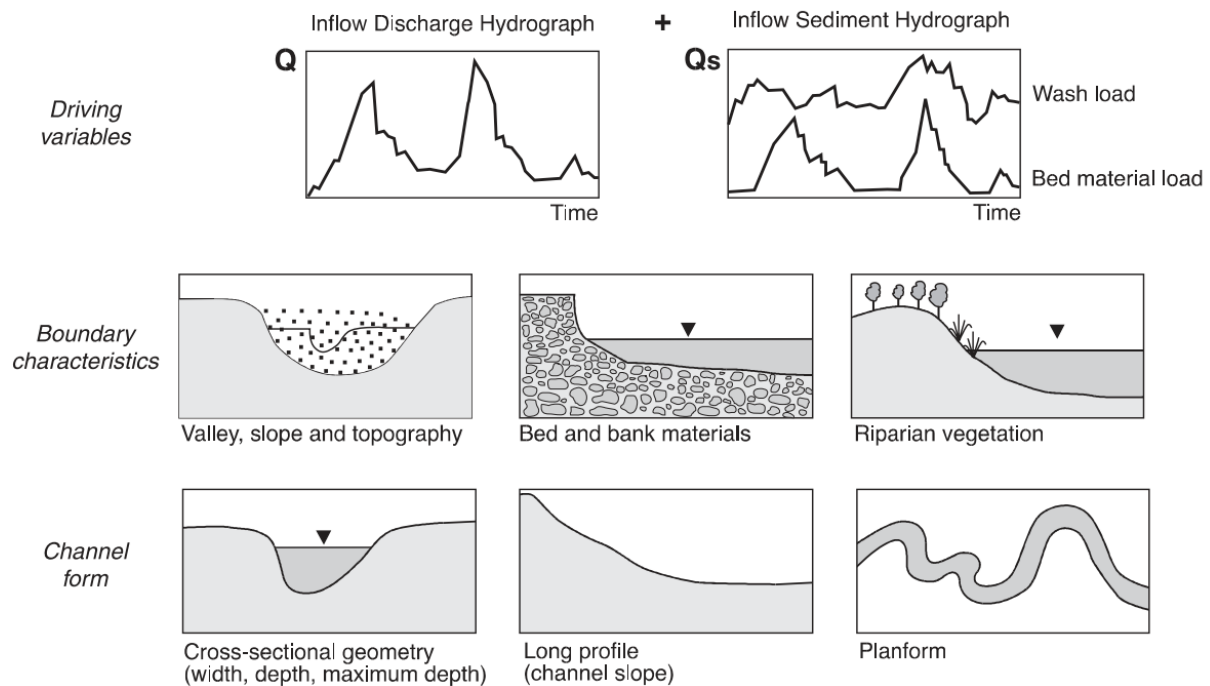 Inflow Discharge Hydrograph
+
Inflow Sediment Hydrograph
Q
Qs
Driving
variables
Wash load
Bed material load
Time
Time
Boundary
characteristics
Valley, slope and topography
Bed and bank materials
Riparian vegetation
Channel
form
Cross-sectional geometry
(width, depth, maximum depth)
Long profile
(channel slope)
Planform